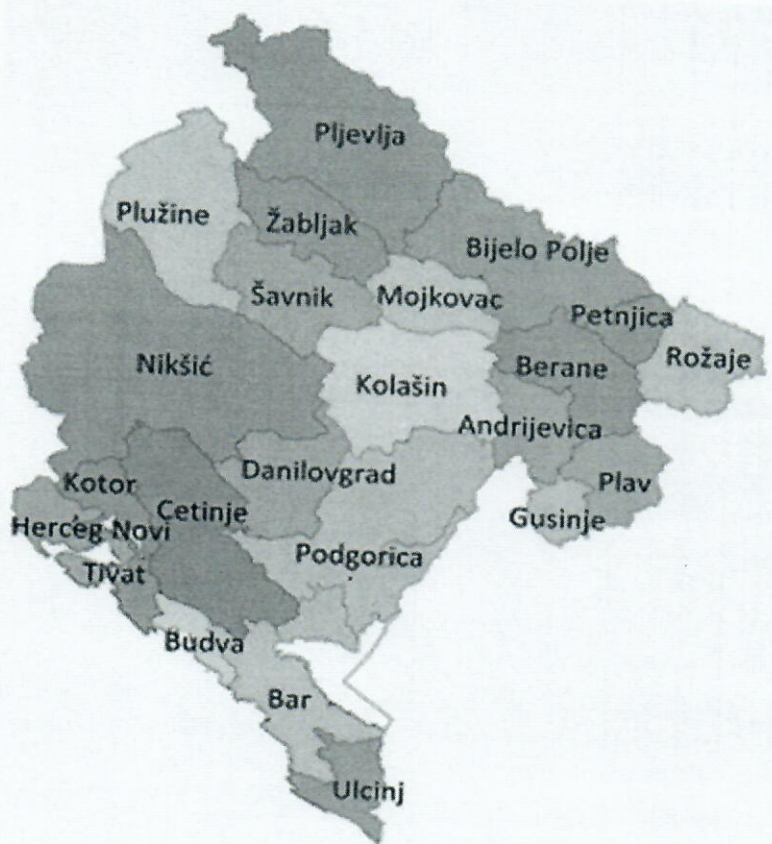 Pljevlja
Plužine
Žabljak
Bijelo Polje
Šavnik
Mojkovac
Petnjica
Nikšić
Kolašin
Berane
Rožaje
Andrijevica
Kotor
Danilovgrad
Plav
Cetinje
Gusinje
Herceg Novi
Podgorica
Tivat
Budva
Bar
Ulcinj